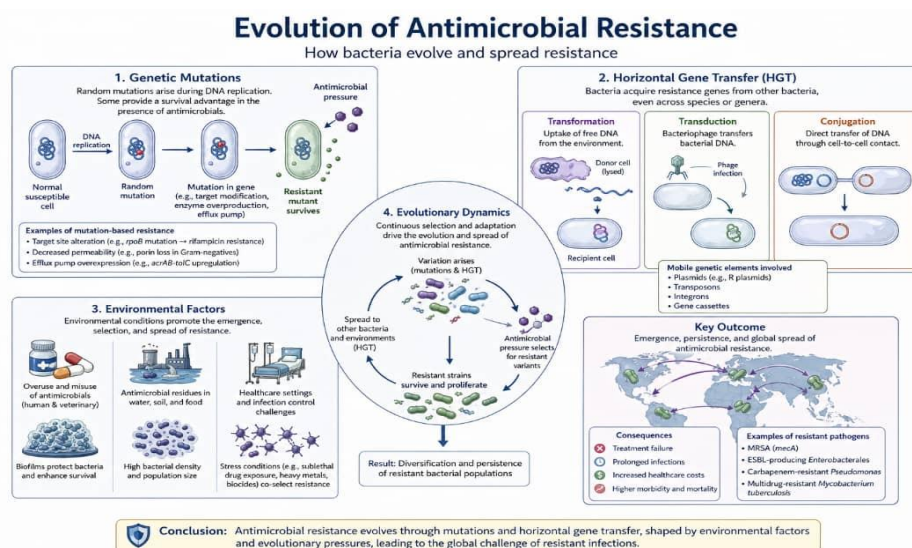 Evolution of Antimicrobial Resistance
How bacteria evolve and spread resistance
1. Genetic Mutations
Random mutations arise during DNA replication.
Some provide a survival advantage in the
presence of antimicrobials.
Antimicrobial
pressure
DNA
replication
Normal
susceptible
cell
Random
mutation
Mutation in gene
(e.g., target modification,
enzyme overproduction,
efflux pump)
Resistant
mutant
survives
Examples of mutation-based resistance
• Target site alteration (e.g., rpoB mutation → rifampicin resistance)
• Decreased permeability (e.g., porin loss in Gram-negatives)
• Efflux pump overexpression (e.g., acrAB-tolC upregulation)
2. Horizontal Gene Transfer (HGT)
Bacteria acquire resistance genes from other bacteria,
even across species or genera.
Transformation
Uptake of free DNA
from the environment.
Donor cell
(lysed)
Recipient cell
Transduction
Bacteriophage transfers
bacterial DNA.
Phage
infection
Conjugation
Direct transfer of DNA
through cell-to-cell contact.
Mobile genetic elements involved
• Plasmids (e.g., R plasmids)
• Transposons
• Integrons
• Gene cassettes
3. Environmental Factors
Environmental conditions promote the emergence,
selection, and spread of resistance.
Overuse and misuse
of antimicrobials
(human & veterinary)
Antimicrobial residues in
water, soil, and food
Healthcare settings
and infection control
challenges
Biofilms protect bacteria
and enhance survival
High bacterial density
and population size
Stress conditions (e.g., sublethal
drug exposure, heavy metals,
biocides) co-select resistance
4. Evolutionary Dynamics
Continuous selection and adaptation
drive the evolution and spread of
antimicrobial resistance.
Variation arises
(mutations & HGT)
Spread to
other bacteria
and environments
(HGT)
Antimicrobial
pressure selects
for resistant
variants
Resistant strains
survive and proliferate
Result: Diversification and persistence
of resistant bacterial populations
Key Outcome
Emergence, persistence, and global spread of
antimicrobial resistance.
Consequences
Treatment failure
Prolonged infections
Increased healthcare costs
Higher morbidity and mortality
Examples of resistant pathogens
• MRSA (mecA)
• ESBL-producing Enterobacterales
• Carbapenem-resistant Pseudomonas
• Multidrug-resistant Mycobacterium
tuberculosis
Conclusion: Antimicrobial resistance evolves through mutations and horizontal gene transfer, shaped by environmental factors
and evolutionary pressures, leading to the global challenge of resistant infections.